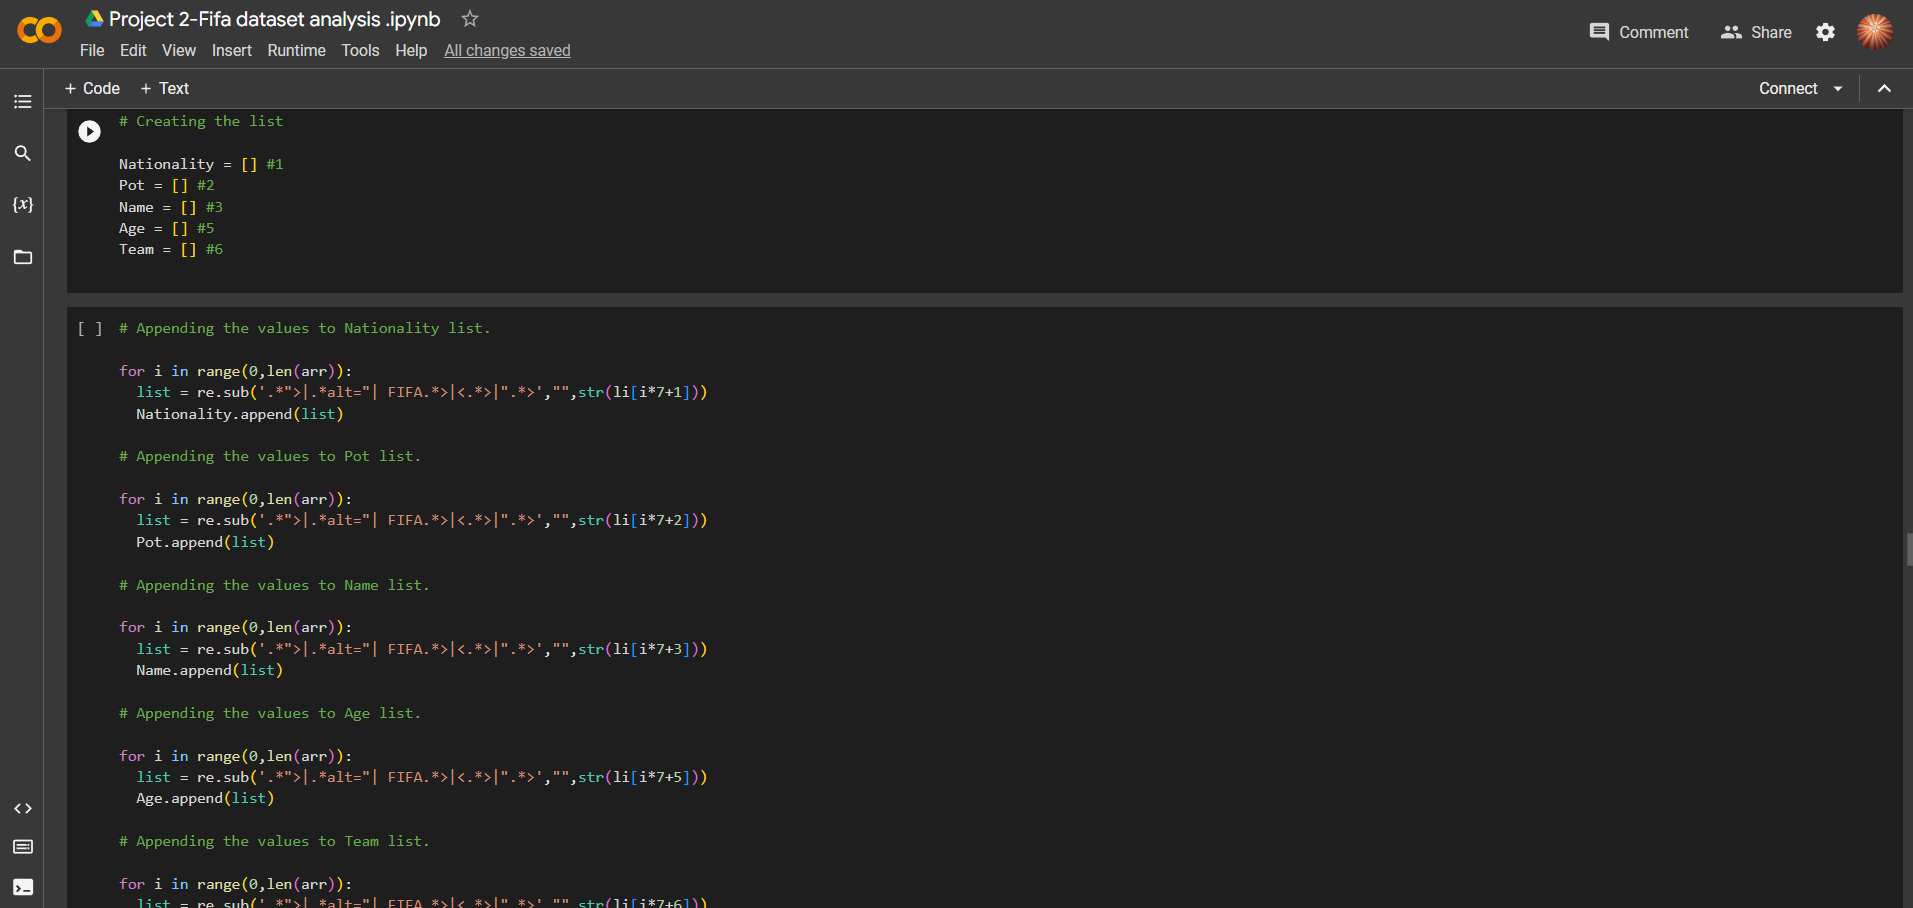 Project 2-Fifa dataset analysis .ipynb
File Edit View Insert Runtime Tools Help All changes saved
Comment Share
+ Code + Text
Connect
{x}
# Creating the list
Nationality = [] #1
Pot = [] #2
Name = [] #3
Age = [] #5
Team = [] #6
[ ] # Appending the values to Nationality list.
for i in range(0,len(arr)):
list = re.sub('.*">|.*alt="| FIFA.*>|<.*>|".*>',"",str(li[i*7+1]))
Nationality.append(list)
# Appending the values to Pot list.
for i in range(0,len(arr)):
list = re.sub('.*">|.*alt="| FIFA.*>|<.*>|".*>',"",str(li[i*7+2]))
Pot.append(list)
# Appending the values to Name list.
for i in range(0,len(arr)):
list = re.sub('.*">|.*alt="| FIFA.*>|<.*>|".*>',"",str(li[i*7+3]))
Name.append(list)
# Appending the values to Age list.
for i in range(0,len(arr)):
list = re.sub('.*">|.*alt="| FIFA.*>|<.*>|".*>',"",str(li[i*7+5]))
Age.append(list)
# Appending the values to Team list.
for i in range(0,len(arr)):
list = re.sub('.*">|.*alt="| FIFA.*>|<.*>|".*>',"",str(li[i*7+6]))